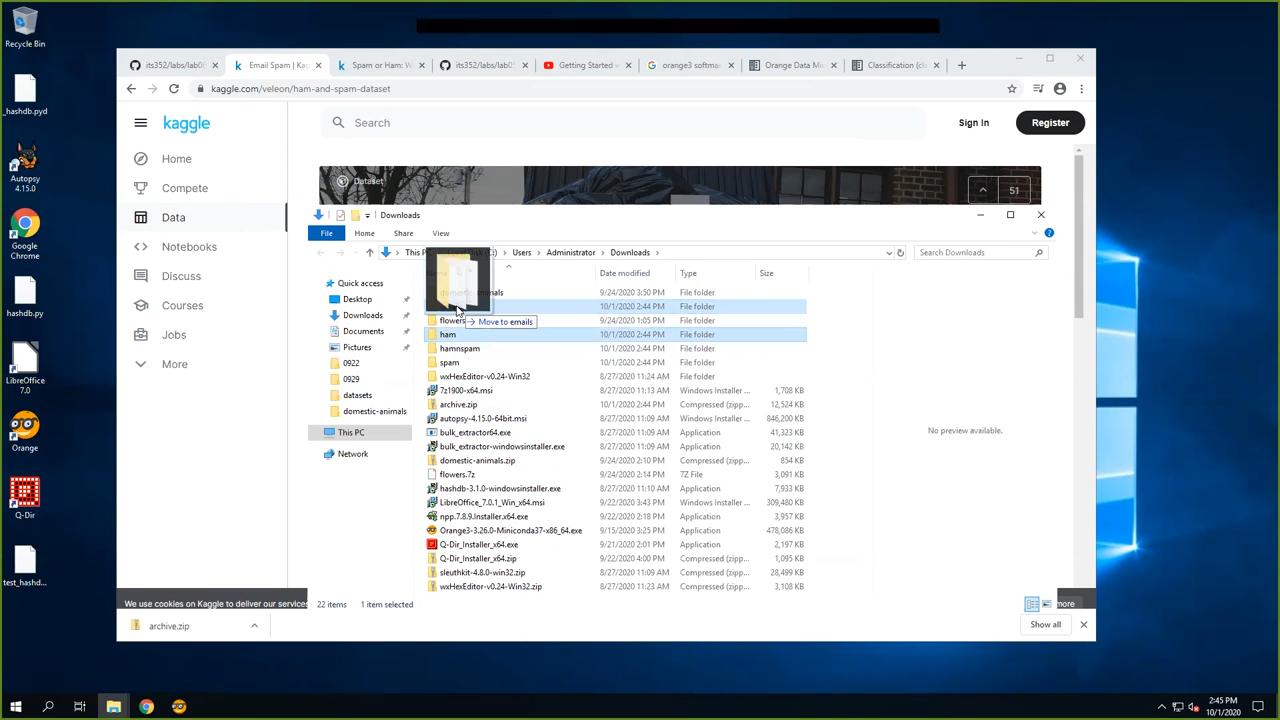 Recycle Bin
_hashdb.pyd
Autopsy
4.15.0
Google
Chrome
hashdb.py
LibreOffice
7.0
Orange
Q-Dir
test_hashd...
its352/labs/lab0
Email Spam | Kag
Spam or Ham: W
its352/labs/lab0
Getting Started w
orange3 softwa
Orange Data Mi
Classification (cl
kaggle.com/veleon/ham-and-spam-dataset
kaggle
Search
Sign In
Register
Home
Compete
Data
Notebooks
Discuss
Courses
Jobs
More
Dataset
51
Downloads
File
Home
Share
View
Users
Administrator
Downloads
Search Downloads
Date modified
Type
Size
Quick access
Desktop
Downloads
Documents
Pictures
0922
0929
datasets
domestic-animals
This PC
Network
9/24/2020 3:50 PM File folder
10/1/2020 2:44 PM File folder
flowers 9/24/2020 1:05 PM File folder
Move to emails
ham 10/1/2020 2:44 PM File folder
hamnspam 10/1/2020 2:44 PM File folder
spam 10/1/2020 2:44 PM File folder
wxHexEditor-v0.24-Win32 8/27/2020 11:24 AM File folder
7z1900-x64.msi 8/27/2020 11:13 AM Windows Installer ... 1,708 KB
archive.zip 10/1/2020 2:44 PM Compressed (zipp... 12,524 KB
autopsy-4.15.0-64bit.msi 8/27/2020 11:09 AM Windows Installer ... 846,200 KB
bulk_extractor64.exe 8/27/2020 11:09 AM Application 41,323 KB
bulk_extractor-windowsinstaller.exe 8/27/2020 11:09 AM Application 20,142 KB
domestic-animals.zip 9/24/2020 11:09 AM Compressed (zipp... 854 KB
flowers.7z 9/24/2020 2:14 PM 7Z File 3,091 KB
hashdb-3.1.0-windowsinstaller.exe 8/27/2020 11:10 AM Application 7,933 KB
LibreOffice_7.0.1_Win_x64.msi 9/22/2020 3:43 PM Windows Installer ... 309,480 KB
npp.7.8.9.Installer.x64.exe 9/22/2020 2:18 PM Application 3,957 KB
Orange3-3.26.0-Miniconda37-x86_64.exe 9/15/2020 3:25 PM Application 478,086 KB
Q-Dir_Installer_x64.exe 9/21/2020 2:01 PM Application 2,197 KB
Q-Dir_Installer_x64.zip 9/22/2020 4:00 PM Compressed (zipp... 1,095 KB
sleuthkit-4.8.0-win32.zip 8/27/2020 11:10 AM Compressed (zipp... 28,499 KB
wxHexEditor-v0.24-Win32.zip 8/27/2020 11:23 AM Compressed (zipp... 3,108 KB
No preview available.
22 items 1 item selected
We use cookies on Kaggle to deliver our services
more
archive.zip
Show all
2:45 PM
10/1/2020